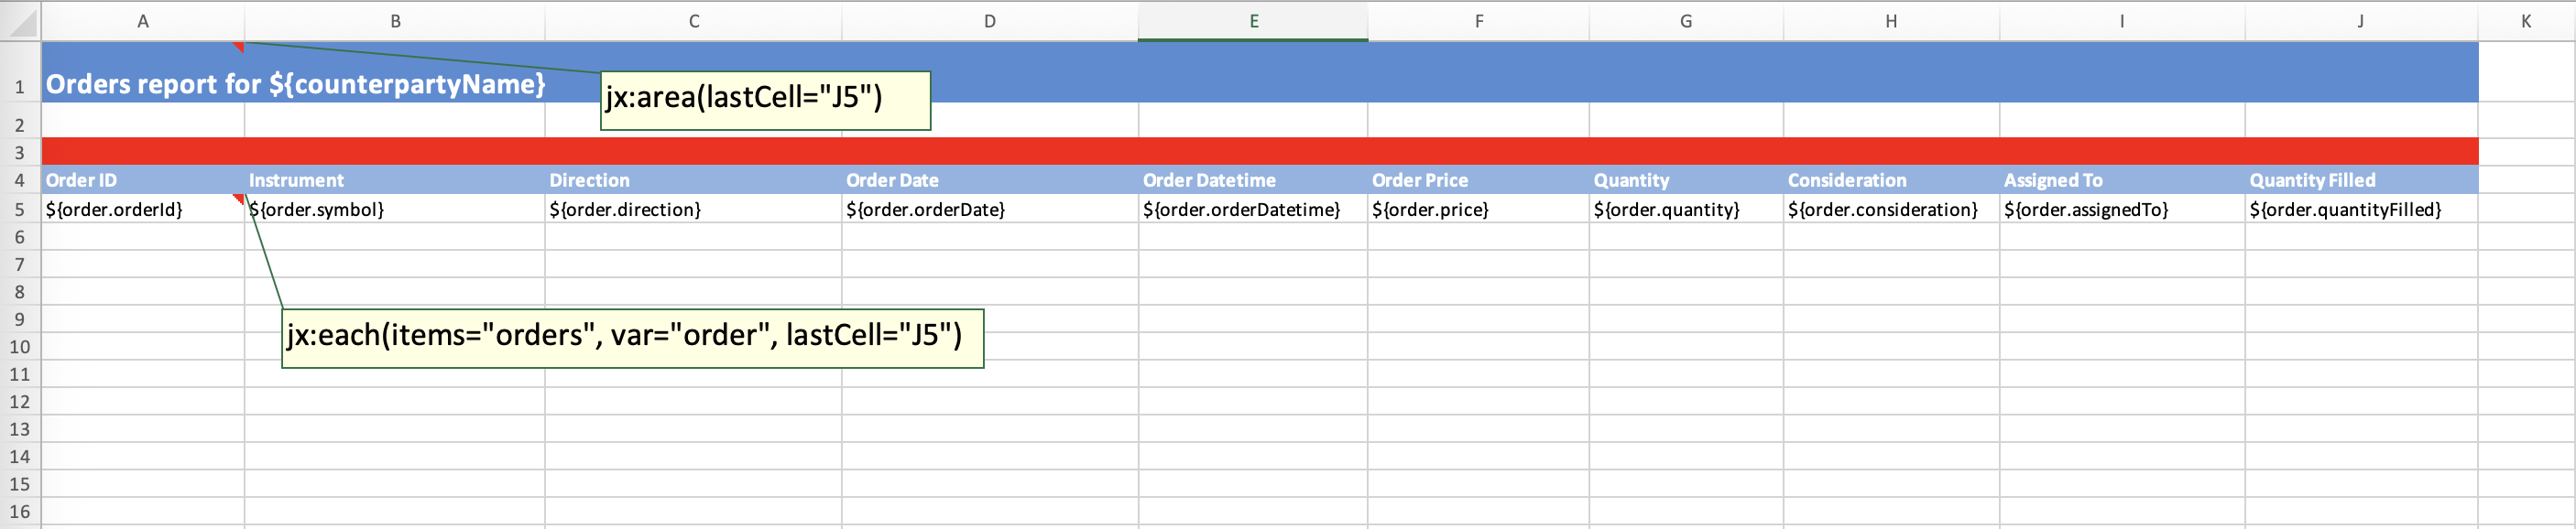 A B C D E F G H I J K
1 Orders report for ${counterpartyName}
jx:area(lastCell="J5")
2
3
4 Order ID Instrument Direction Order Date Order Datetime Order Price Quantity Consideration Assigned To Quantity Filled
5 ${order.orderId} ${order.symbol} ${order.direction} ${order.orderDate} ${order.orderDatetime} ${order.price} ${order.quantity} ${order.consideration} ${order.assignedTo} ${order.quantityFilled}
6
7
8
9
jx:each(items="orders", var="order", lastCell="J5")
10
11
12
13
14
15
16